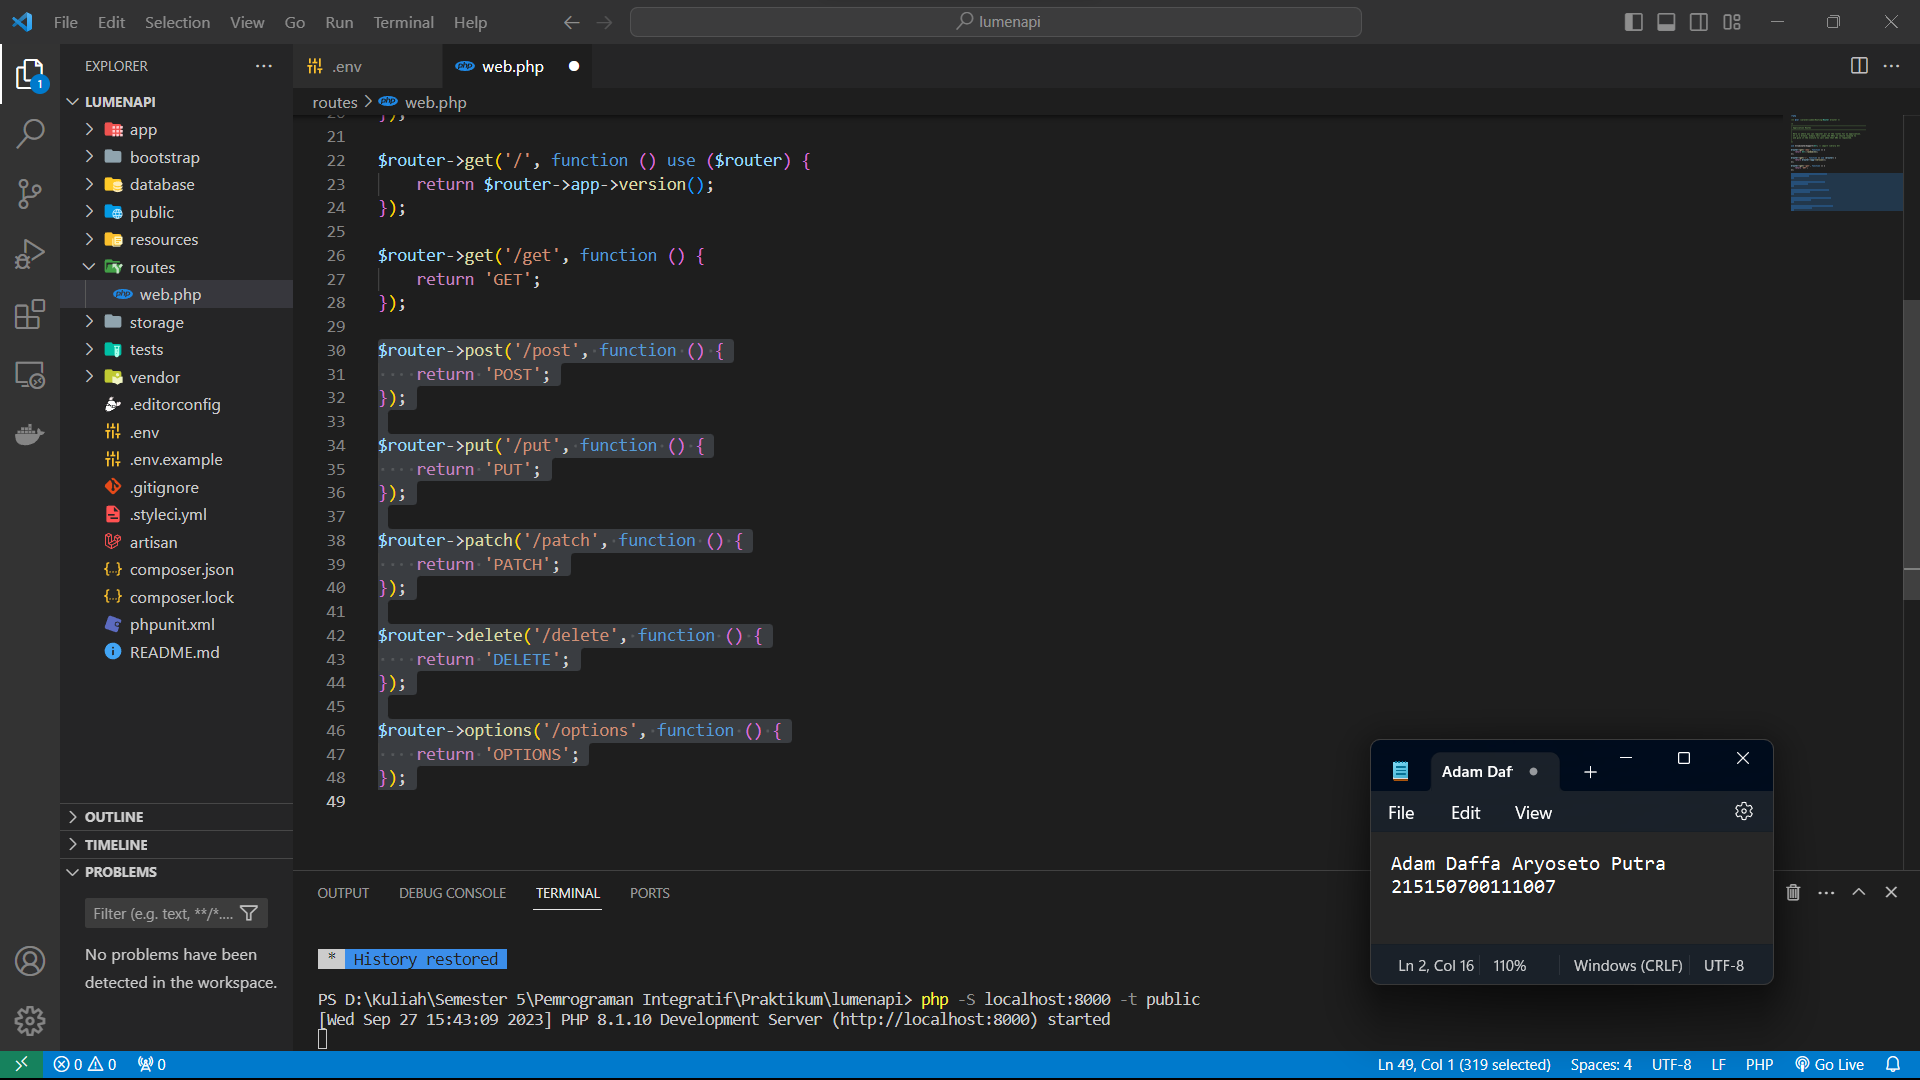 File Edit Selection View Go Run Terminal Help
lumenapi
EXPLORER
.env
web.php
routes > web.php
LUMENAPI
app
bootstrap
database
public
resources
routes
web.php
storage
tests
vendor
.editorconfig
.env
.env.example
.gitignore
.styleci.yml
artisan
composer.json
composer.lock
phpunit.xml
README.md
OUTLINE
TIMELINE
PROBLEMS
Filter (e.g. text, **/*....
No problems have been
detected in the workspace.
20 });
21
22 $router->get('/', function () use ($router) {
23     return $router->app->version();
24 });
25
26 $router->get('/get', function () {
27     return 'GET';
28 });
29
30 $router->post('/post', function () {
31     return 'POST';
32 });
33
34 $router->put('/put', function () {
35     return 'PUT';
36 });
37
38 $router->patch('/patch', function () {
39     return 'PATCH';
40 });
41
42 $router->delete('/delete', function () {
43     return 'DELETE';
44 });
45
46 $router->options('/options', function () {
47     return 'OPTIONS';
48 });
49
OUTPUT DEBUG CONSOLE TERMINAL PORTS
* History restored
PS D:\Kuliah\Semester 5\Pemrograman Integratif\Praktikum\lumenapi> php -S localhost:8000 -t public
[Wed Sep 27 15:43:09 2023] PHP 8.1.10 Development Server (http://localhost:8000) started
Adam Daf
File Edit View
Adam Daffa Aryoseto Putra
215150700111007
Ln 2, Col 16 110% Windows (CRLF) UTF-8
0 0 0
Ln 49, Col 1 (319 selected) Spaces: 4 UTF-8 LF PHP Go Live